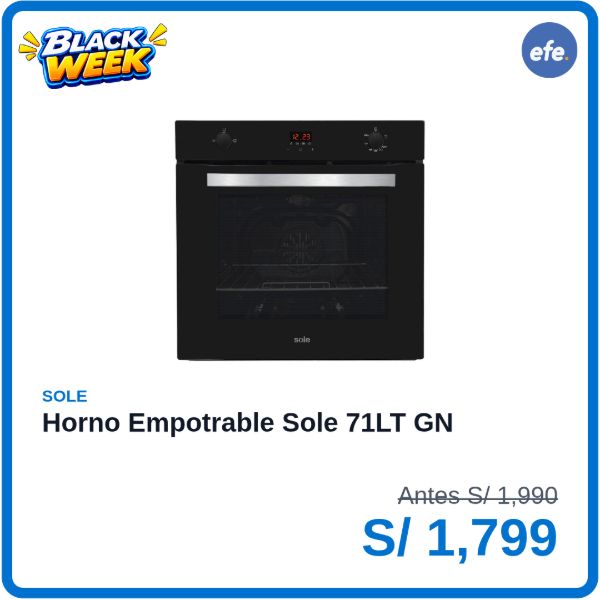 BLACK
WEEK
efe.
12:23
sole
SOLE
Horno Empotrable Sole 71LT GN
Antes S/ 1,990
S/ 1,799